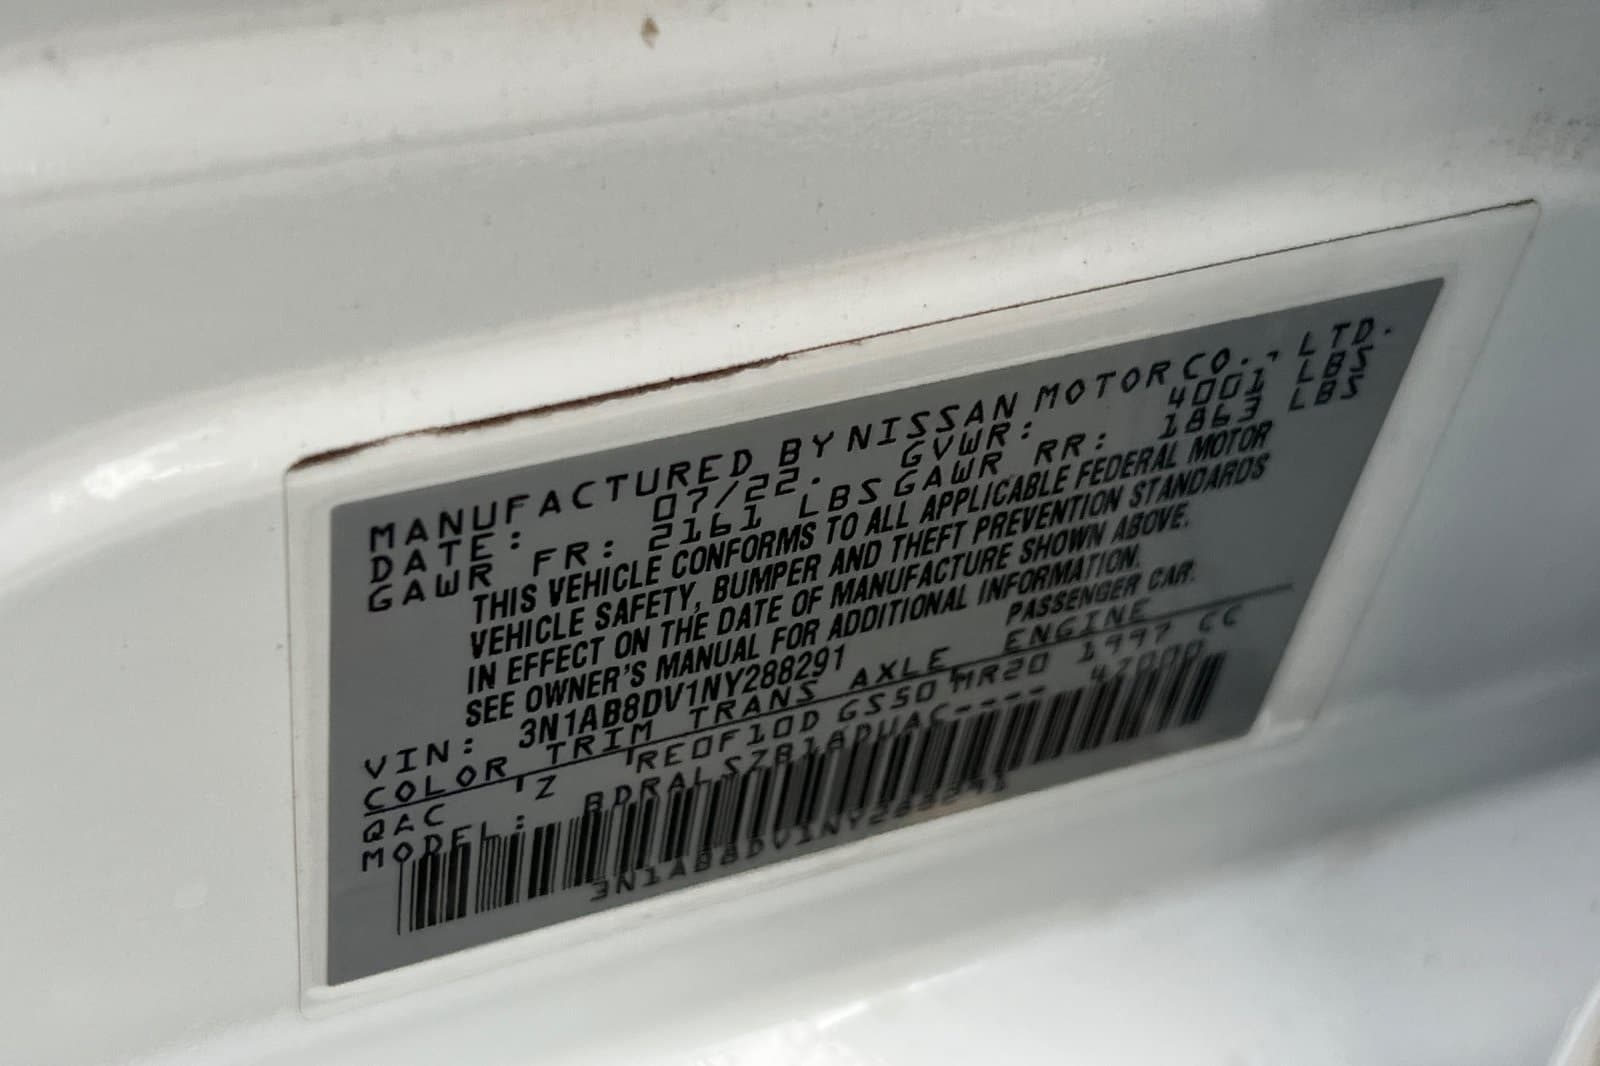 MANUFACTURED BY NISSAN MOTOR CO., LTD.
DATE: 07/22. GVWR: 4001 LBS
GAWR FR: 2161 LBS GAWR RR: 1863 LBS
THIS VEHICLE CONFORMS TO ALL APPLICABLE FEDERAL MOTOR
VEHICLE SAFETY, BUMPER AND THEFT PREVENTION STANDARDS
IN EFFECT ON THE DATE OF MANUFACTURE SHOWN ABOVE.
SEE OWNER'S MANUAL FOR ADDITIONAL INFORMATION.
VIN: 3N1AB8DV1NY288291 PASSENGER CAR.
COLOR TRIM TRANS AXLE ENGINE
QAC Z RE0F10D GS50 MR20 1997 CC
MODEL:
3N1AB8DV1NY288291